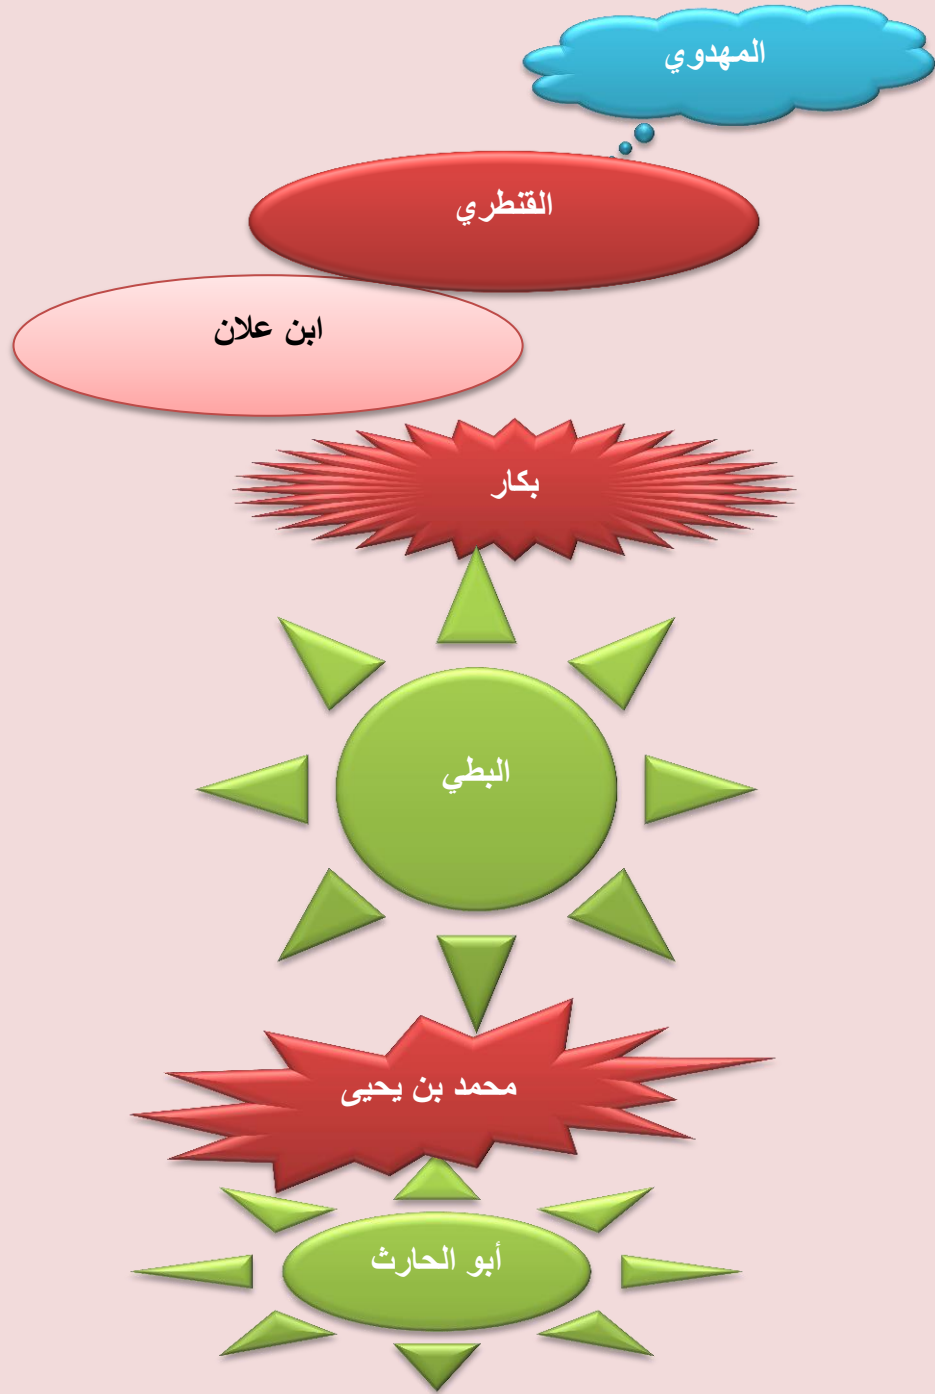 المهدوي
القنطري
ابن علان
بكار
البطي
محمد بن يحيى
أبو الحارث